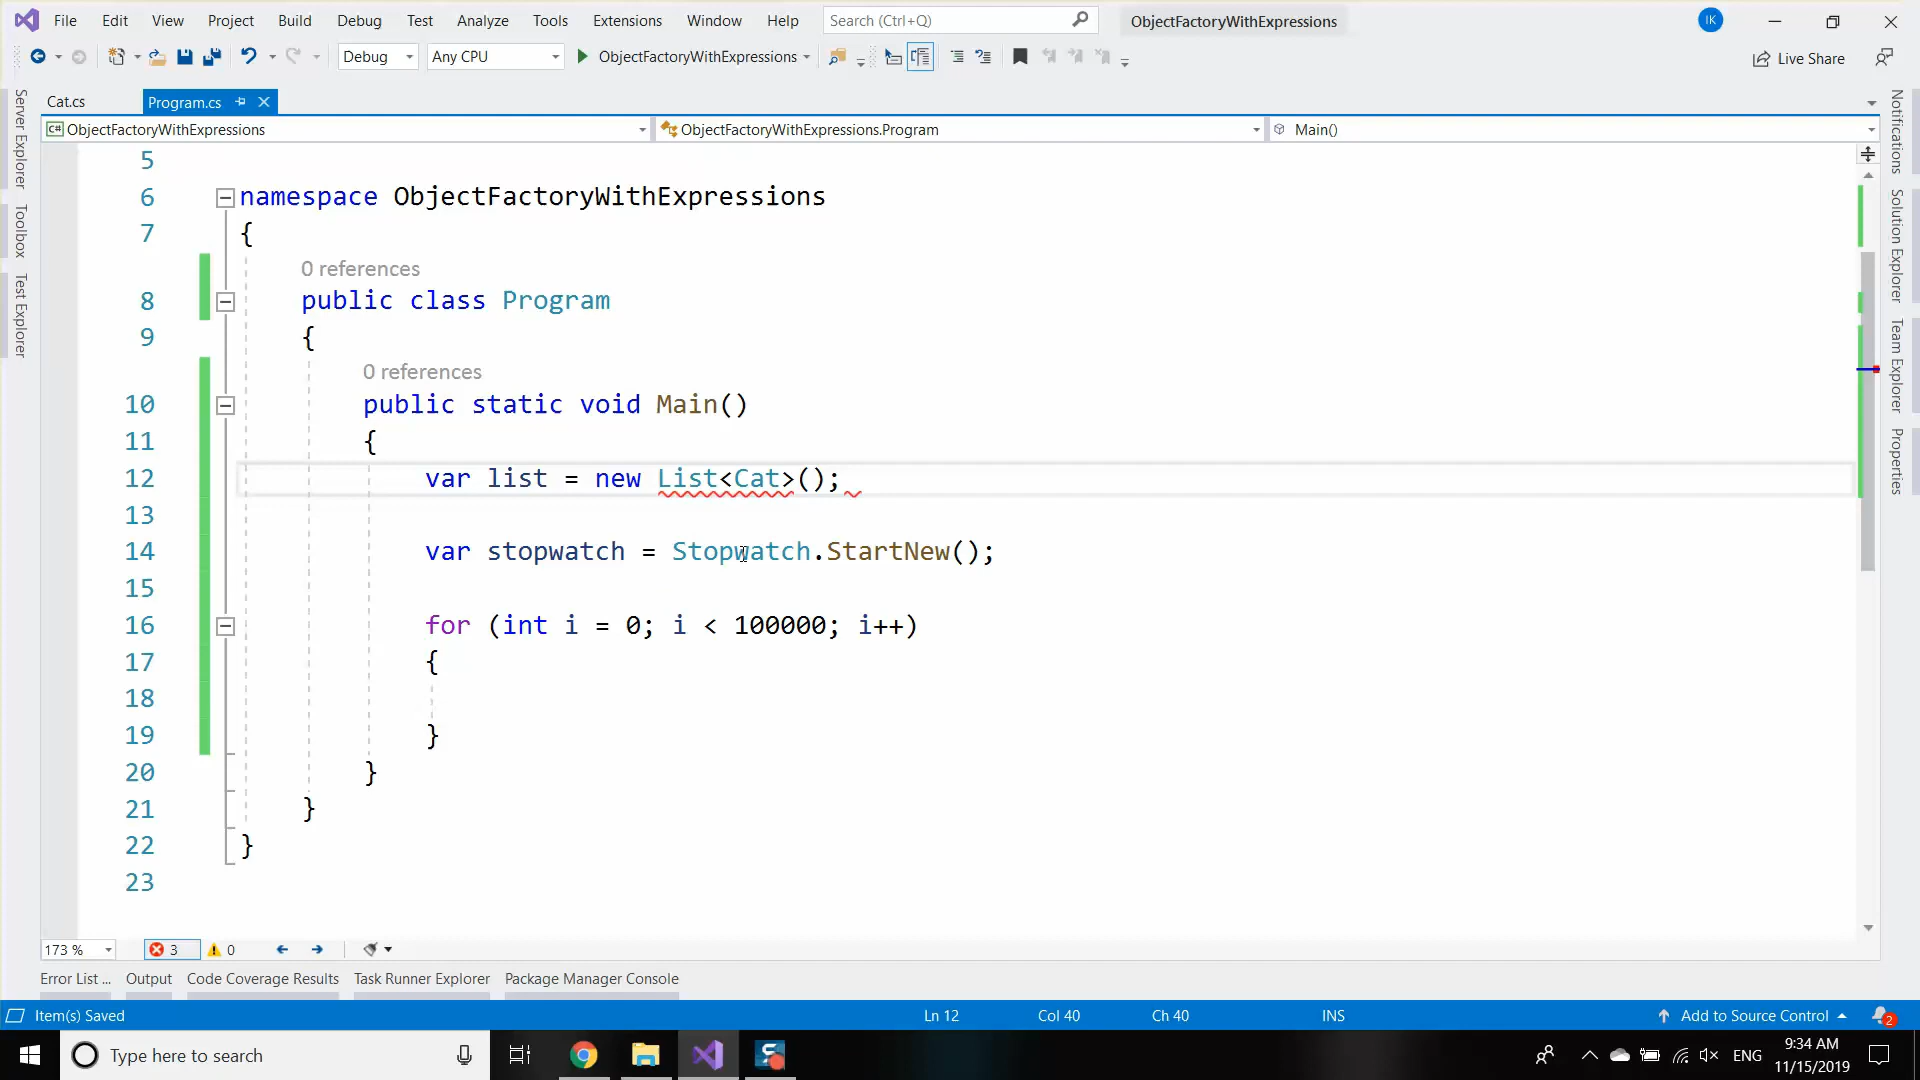 File Edit View Project Build Debug Test Analyze Tools Extensions Window Help Search (Ctrl+Q) ObjectFactoryWithExpressions IK
Debug Any CPU ObjectFactoryWithExpressions Live Share
Cat.cs Program.cs
C# ObjectFactoryWithExpressions ObjectFactoryWithExpressions.Program Main()
Server Explorer
Toolbox
Test Explorer
5
6 namespace ObjectFactoryWithExpressions
7 {
0 references
8 public class Program
9 {
0 references
10 public static void Main()
11 {
12 var list = new List<Cat>();
13
14 var stopwatch = Stopwatch.StartNew();
15
16 for (int i = 0; i < 100000; i++)
17 {
18
19 }
20 }
21 }
22 }
23
Notifications
Solution Explorer
Team Explorer
Properties
173 % 3 0
Error List ... Output Code Coverage Results Task Runner Explorer Package Manager Console
Item(s) Saved Ln 12 Col 40 Ch 40 INS Add to Source Control 2
Type here to search ENG 9:34 AM
11/15/2019